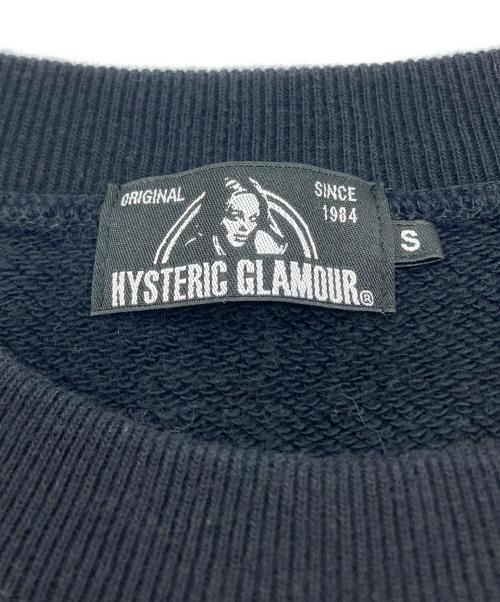 ORIGINAL SINCE
1984
HYSTERIC GLAMOUR®
S